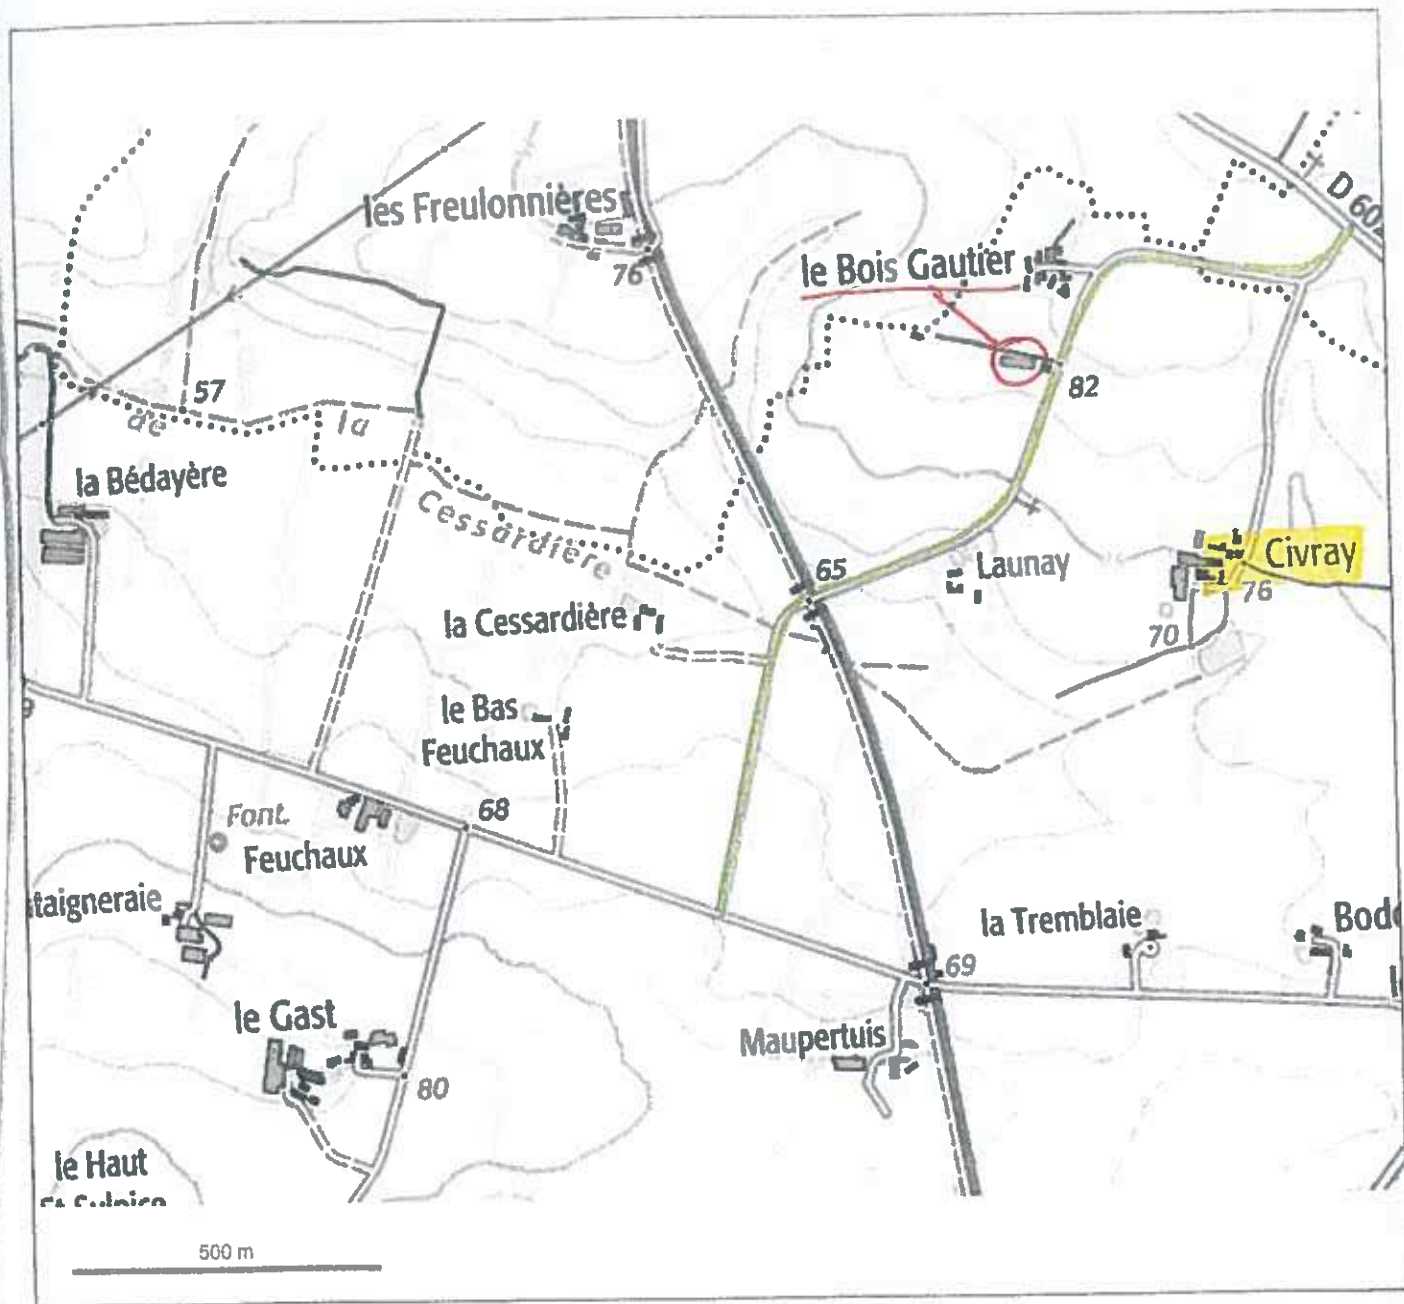 les Freulonnières
76
D 60
le Bois Gautier
82
57
de
la
la Bédayère
Cessardière
65
Launay
Civray
76
la Cessardière
70
le Bas
Feuchaux
68
Font.
Feuchaux
taigneraie
la Tremblaie
Bod
69
le Gast
Maupertuis
80
le Haut
500 m